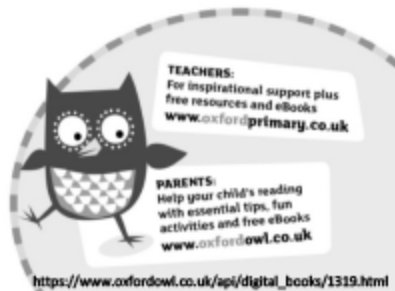 TEACHERS:
For inspirational support plus
free resources and eBooks
www.oxfordprimary.co.uk
PARENTS:
Help your child's reading
with essential tips, fun
activities and free eBooks
www.oxfordowl.co.uk
https://www.oxfordowl.co.uk/api/digital_books/1319.html